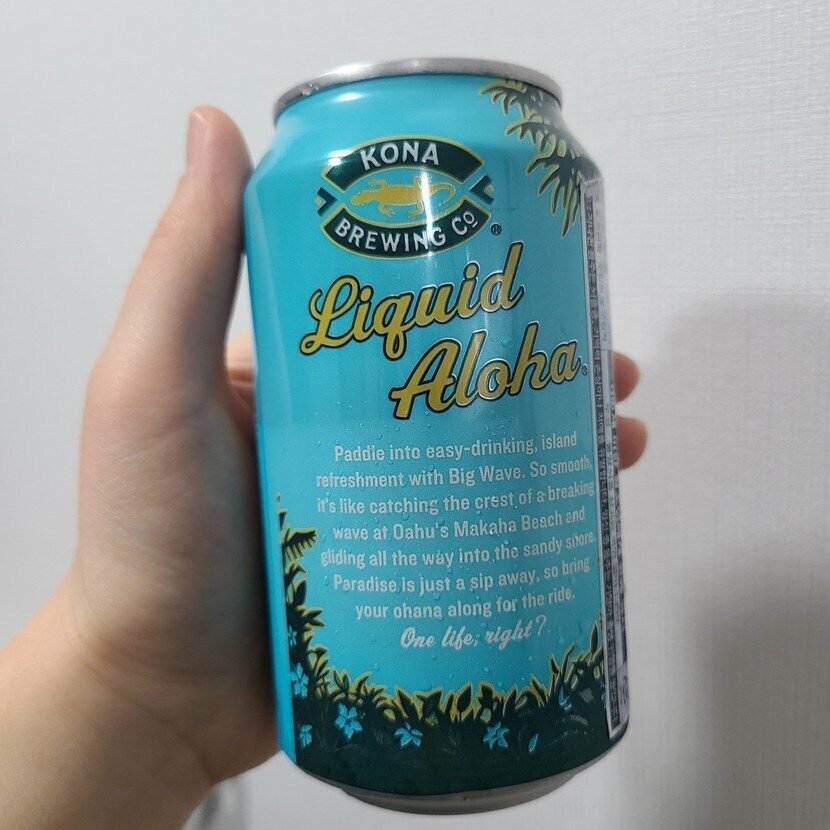 KONA
BREWING CO
®
Liquid
Aloha
Paddle into easy-drinking, island
refreshment with Big Wave. So smooth,
it's like catching the crest of a breaking
wave at Oahu's Makaha Beach and
gliding all the way into the sandy shore.
Paradise is just a sip away, so bring
your ohana along for the ride.
One life, right?